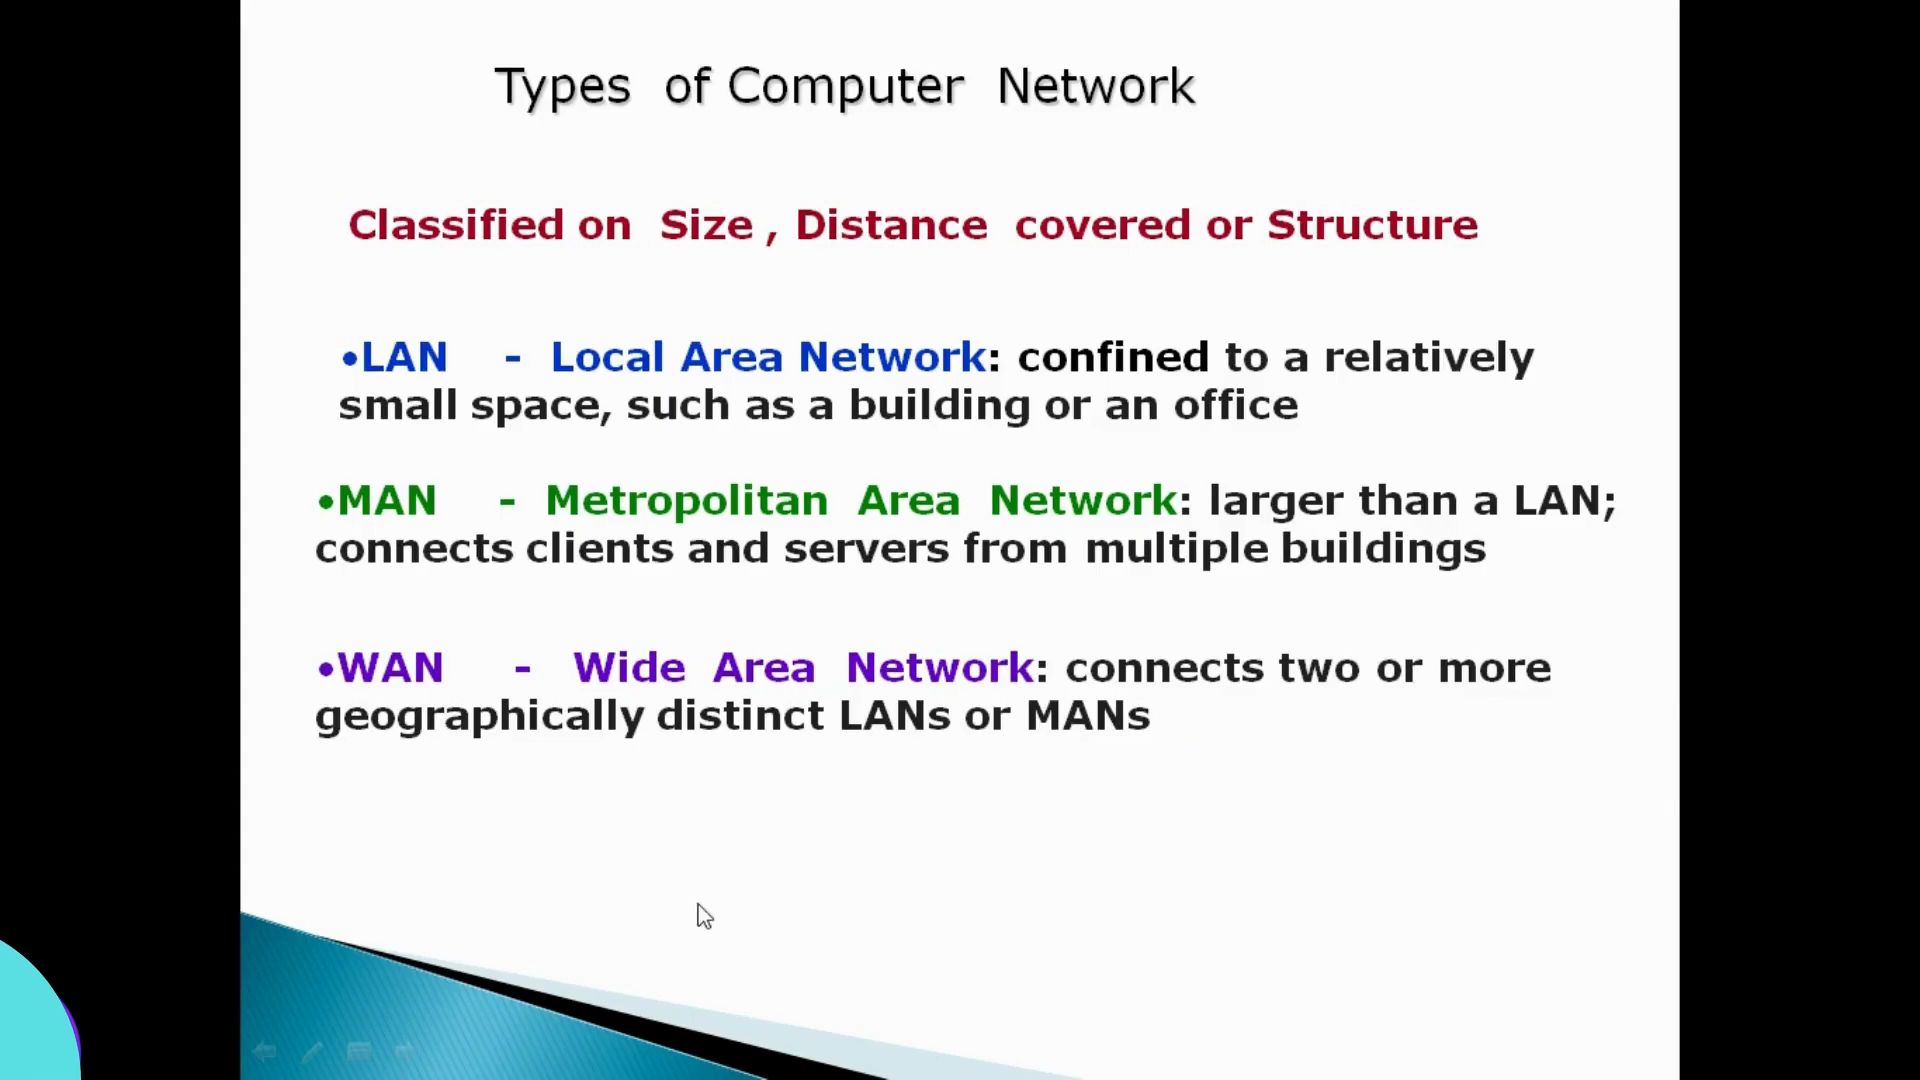 Types of Computer Network
Classified on Size , Distance covered or Structure
•LAN - Local Area Network: confined to a relatively
small space, such as a building or an office
•MAN - Metropolitan Area Network: larger than a LAN;
connects clients and servers from multiple buildings
•WAN - Wide Area Network: connects two or more
geographically distinct LANs or MANs